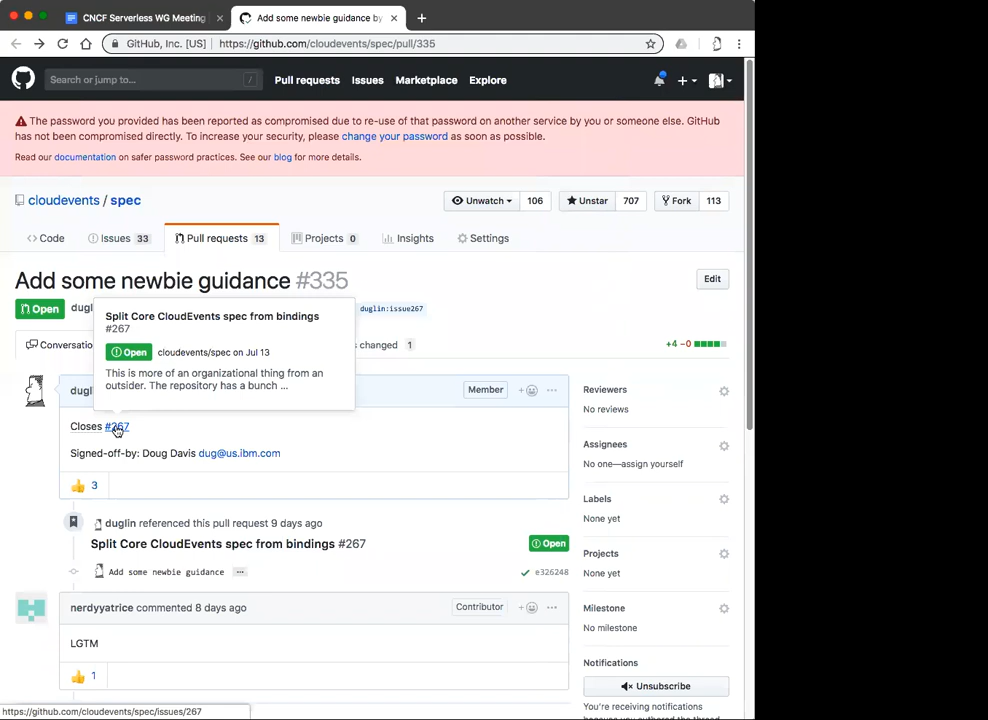 CNCF Serverless WG Meeting
Add some newbie guidance by
GitHub, Inc. [US]
https://github.com/cloudevents/spec/pull/335
Search or jump to...
/
Pull requests
Issues
Marketplace
Explore
The password you provided has been reported as compromised due to re-use of that password on another service by you or someone else. GitHub
has not been compromised directly. To increase your security, please change your password as soon as possible.
Read our documentation on safer password practices. See our blog for more details.
cloudevents / spec
Unwatch
106
Unstar
707
Fork
113
Code
Issues 33
Pull requests 13
Projects 0
Insights
Settings
Add some newbie guidance #335
Edit
Open
dugl
duglin:issue267
Split Core CloudEvents spec from bindings
#267
Open
cloudevents/spec on Jul 13
This is more of an organizational thing from an
outsider. The repository has a bunch ...
Conversatio
s changed 1
+4 −0
dugli
Member
Closes #267
Signed-off-by: Doug Davis dug@us.ibm.com
3
duglin referenced this pull request 9 days ago
Split Core CloudEvents spec from bindings #267
Open
Add some newbie guidance
e326248
nerdyyatrice commented 8 days ago
Contributor
LGTM
1
Reviewers
No reviews
Assignees
No one—assign yourself
Labels
None yet
Projects
None yet
Milestone
No milestone
Notifications
Unsubscribe
You're receiving notifications
because you authored the thread
https://github.com/cloudevents/spec/issues/267